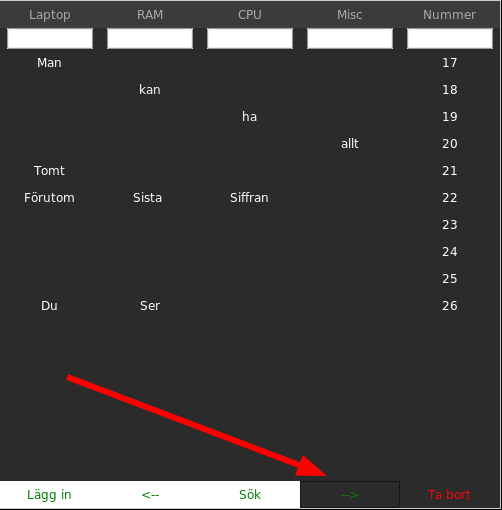 Laptop RAM CPU Misc Nummer
Man 17
kan 18
ha 19
allt 20
Tomt 21
Förutom Sista Siffran 22
23
24
25
Du Ser 26
Lägg in <-- Sök --> Ta bort